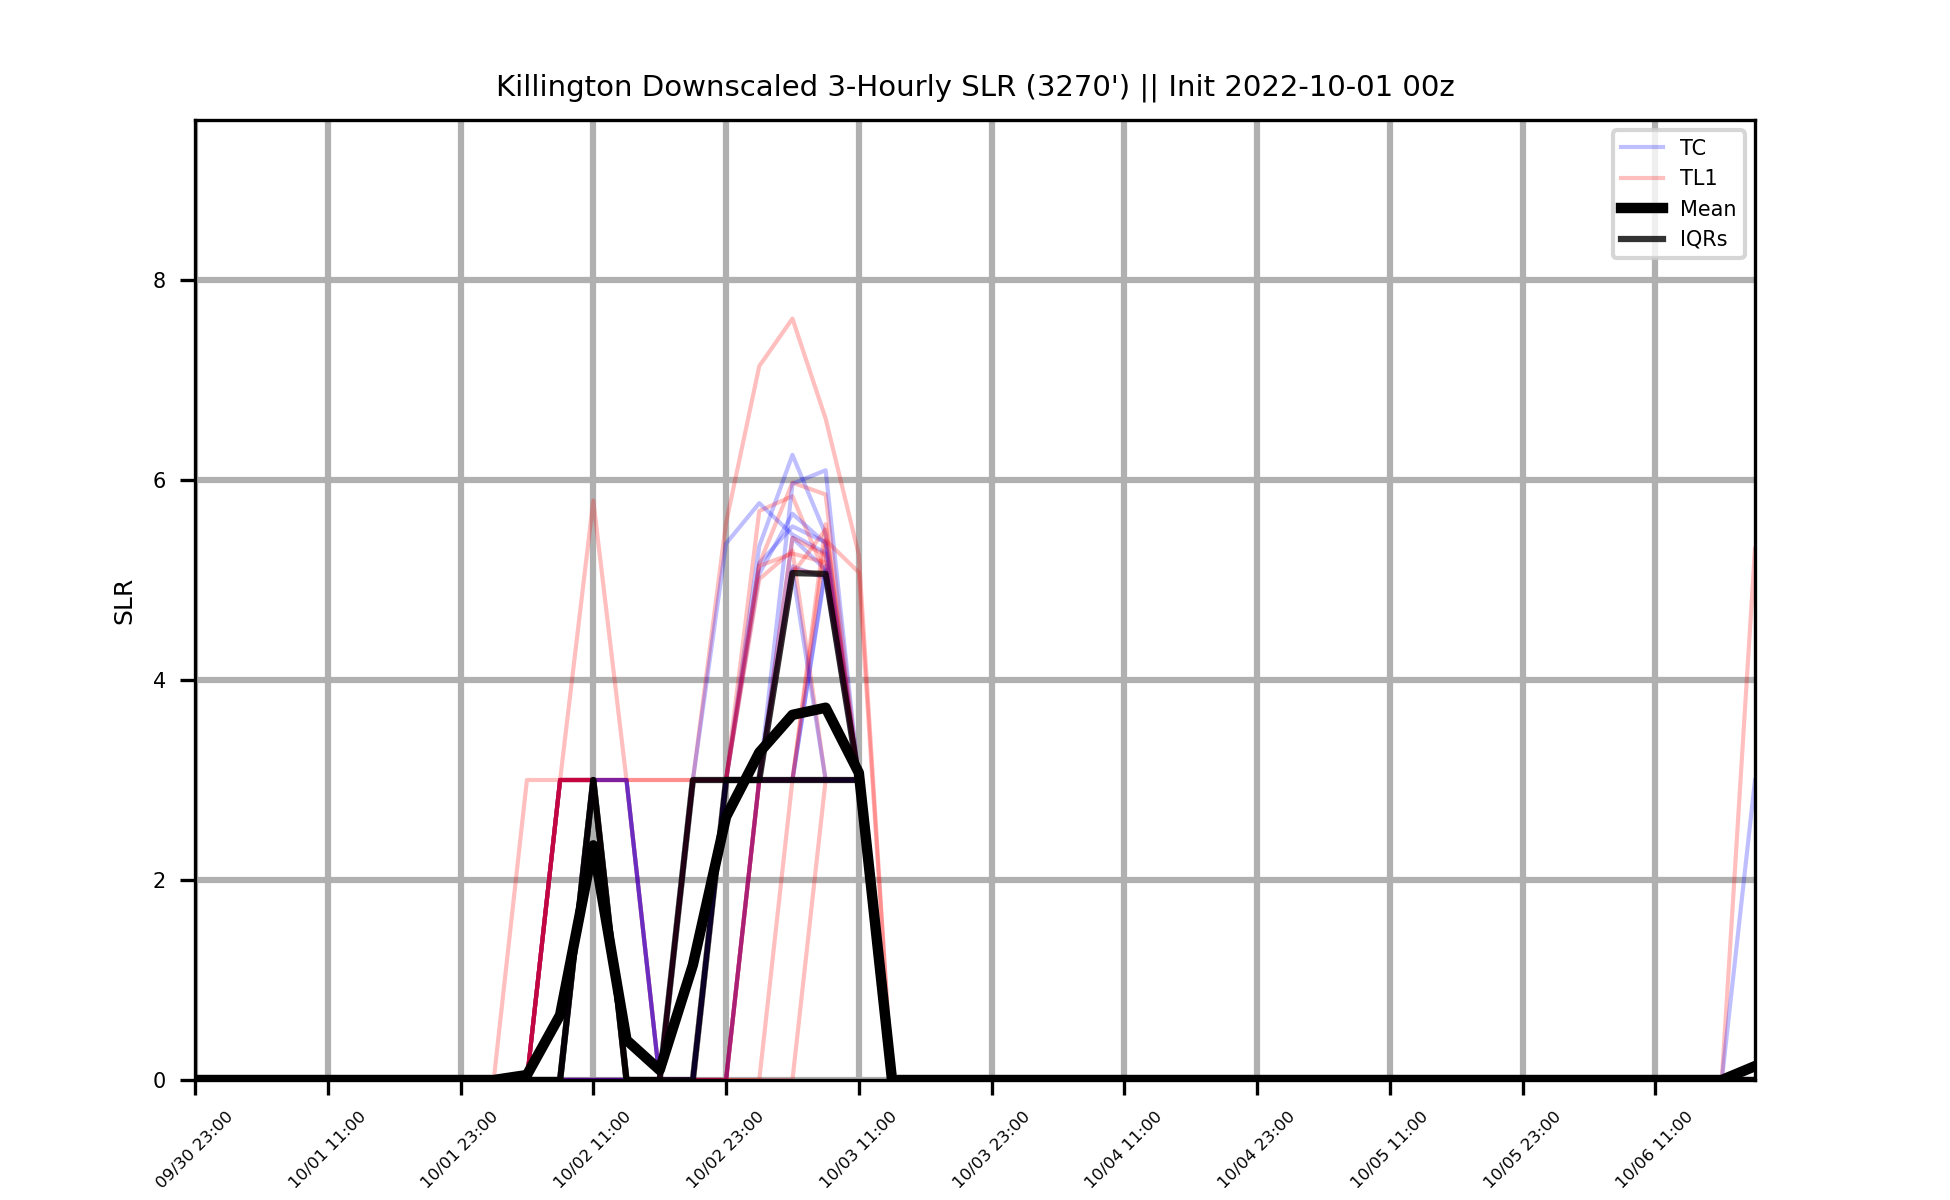 Killington Downscaled 3-Hourly SLR (3270') || Init 2022-10-01 00z
TC
TL1
Mean
IQRs
8
6
4
2
0
SLR
09/30 23:00
10/01 11:00
10/01 23:00
10/02 11:00
10/02 23:00
10/03 11:00
10/03 23:00
10/04 11:00
10/04 23:00
10/05 11:00
10/05 23:00
10/06 11:00